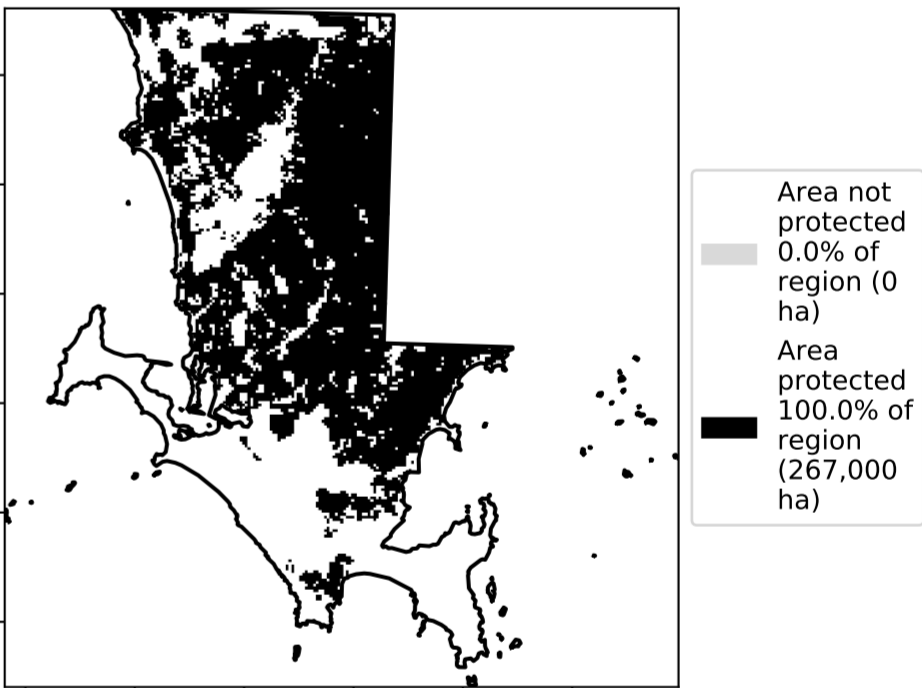 Area not
protected
0.0% of
region (0
ha)
Area
protected
100.0% of
region
(267,000
ha)